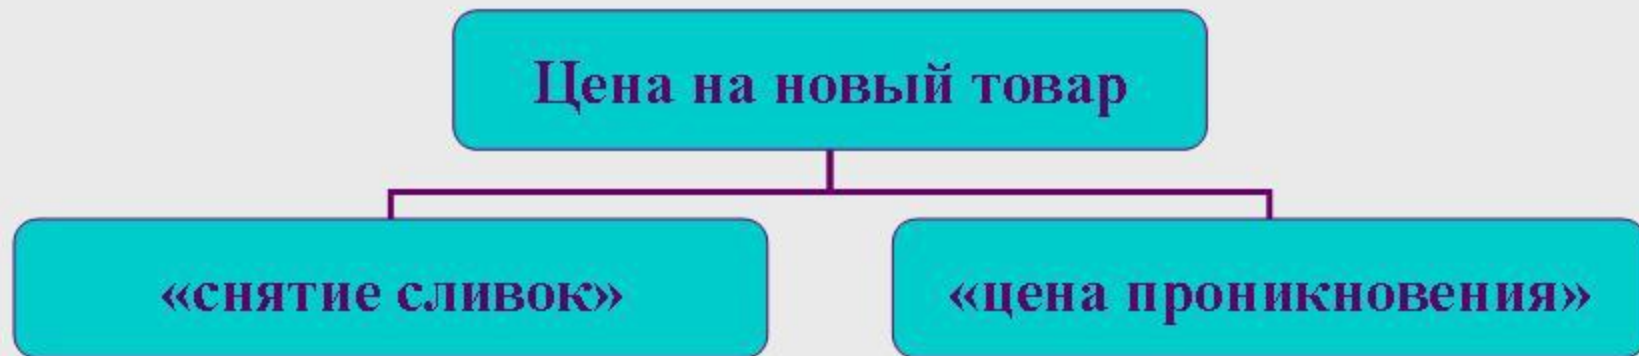 Цена на новый товар
«снятие сливок»
«цена проникновения»